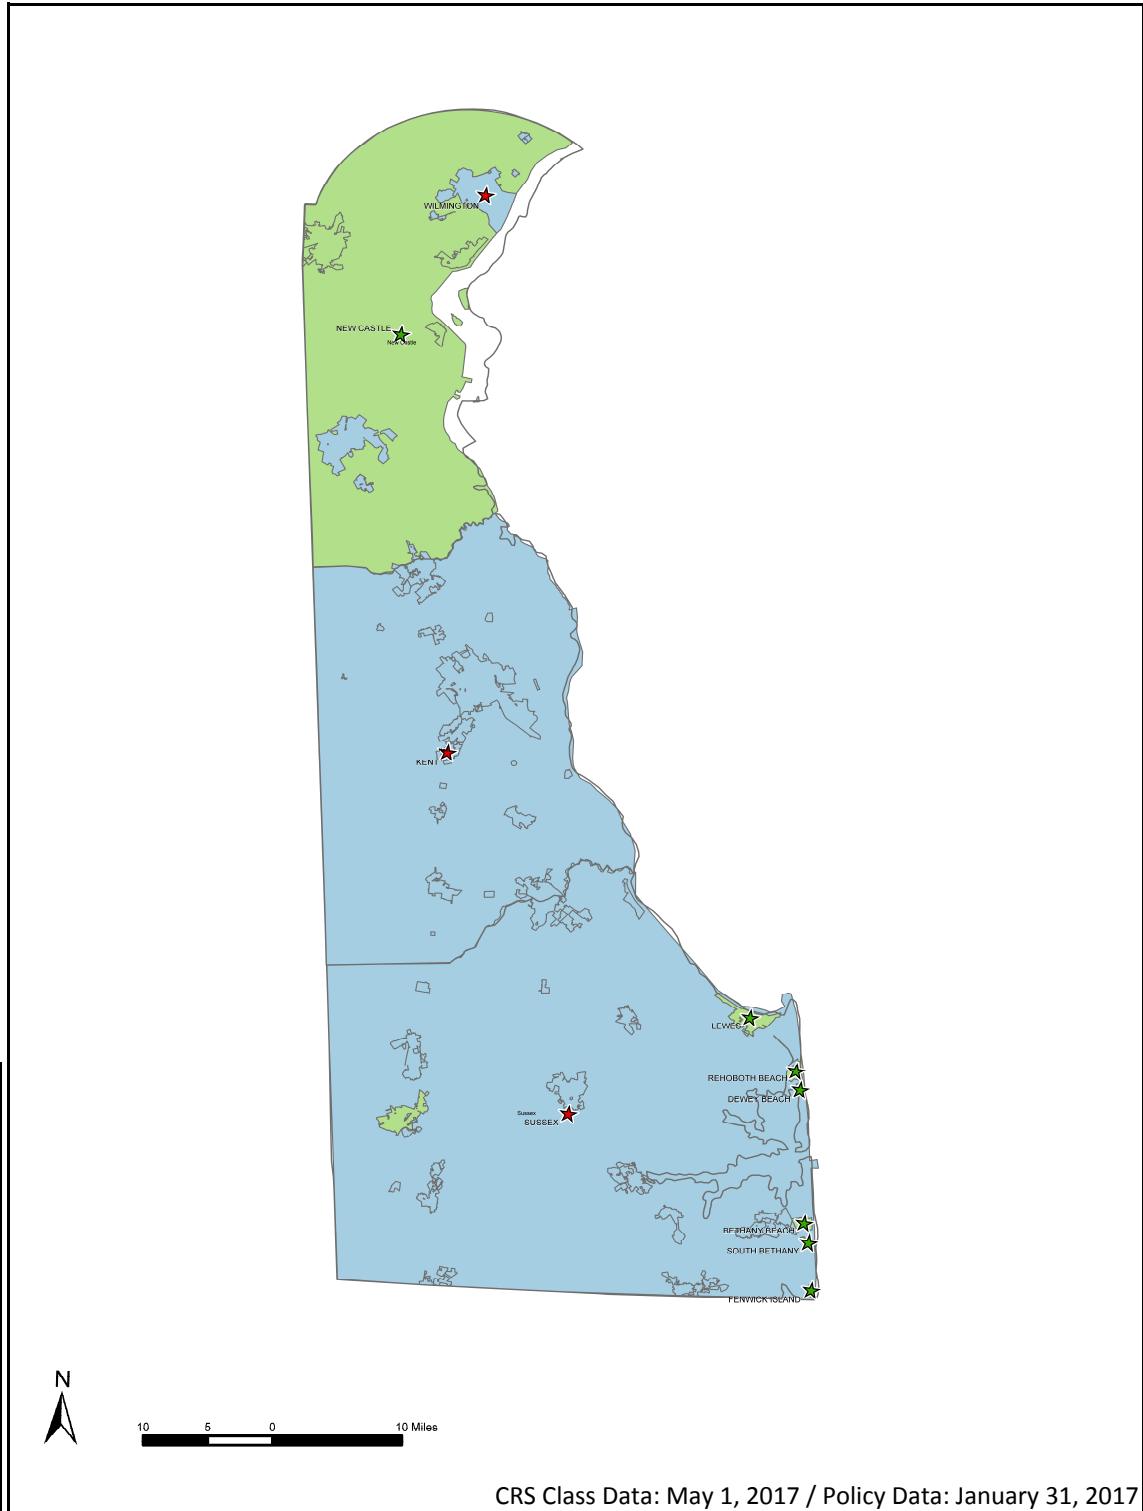 WILMINGTON
NEW CASTLE
New Castle
KENT
LEWES
REHOBOTH BEACH
DEWEY BEACH
Sussex
SUSSEX
BETHANY BEACH
SOUTH BETHANY
FENWICK ISLAND
N
10 5 0 10 Miles
CRS Class Data: May 1, 2017 / Policy Data: January 31, 2017